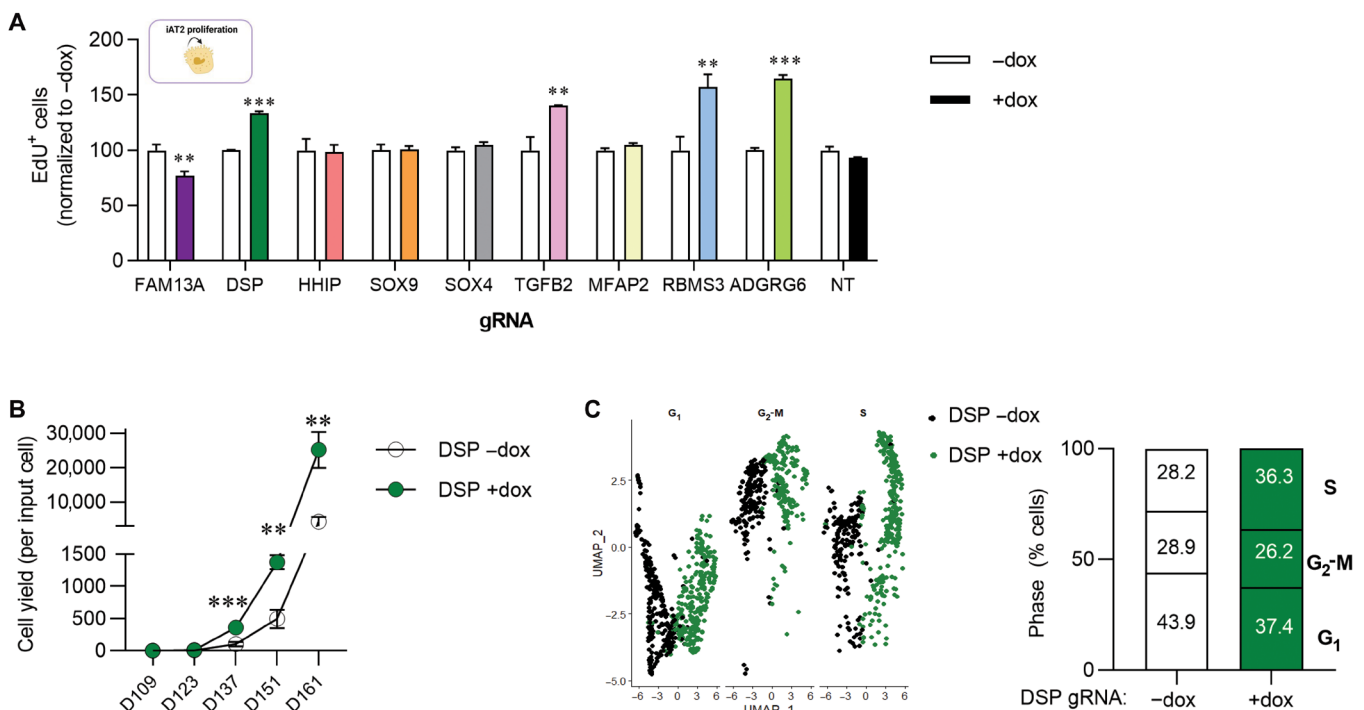 A
iAT2 proliferation
EdU⁺ cells
(normalized to –dox)
200
150
100
50
0
**
***
**
**
***
–dox
+dox
FAM13A DSP HHIP SOX9 SOX4 TGFB2 MFAP2 RBMS3 ADGRG6 NT
gRNA
B
Cell yield (per input cell)
30,000
20,000
10,000
1500
1000
500
0
***
**
**
D109 D123 D137 D151 D161
DSP –dox
DSP +dox
C
G₁ G₂-M S
UMAP_2
2.5
0.0
−2.5
−5.0
−6 −3 0 3 6 −6 −3 0 3 6 −6 −3 0 3 6
UMAP_1
DSP –dox
DSP +dox
Phase (% cells)
100
50
0
28.2 36.3 S
28.9 26.2 G₂-M
43.9 37.4 G₁
DSP gRNA: –dox +dox